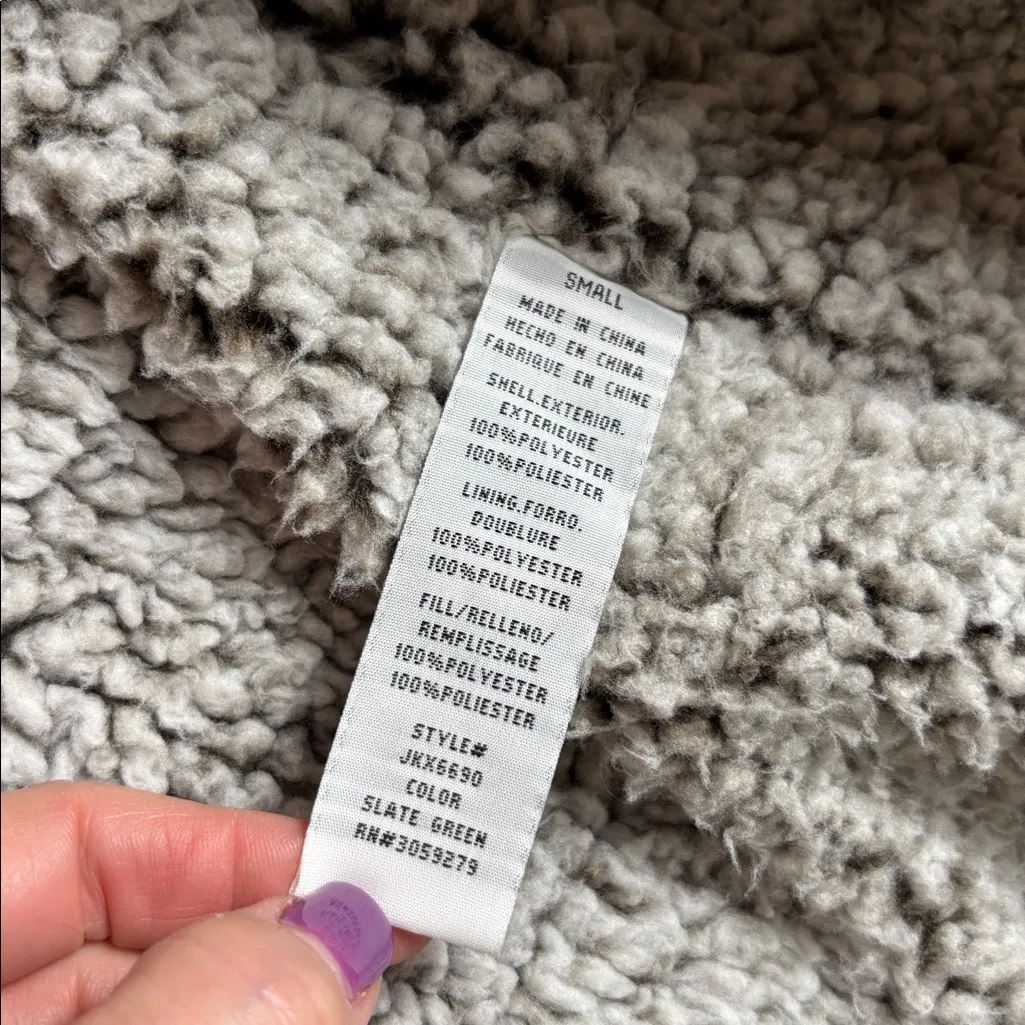 SMALL
MADE IN CHINA
HECHO EN CHINA
FABRIQUE EN CHINE
SHELL.EXTERIOR.
EXTERIEURE
100%POLYESTER
100%POLIESTER
LINING.FORRO.
DOUBLURE
100%POLYESTER
100%POLIESTER
FILL/RELLENO/
REMPLISSAGE
100%POLYESTER
100%POLIESTER
STYLE#
JKX6690
COLOR
SLATE GREEN
RN#3059279